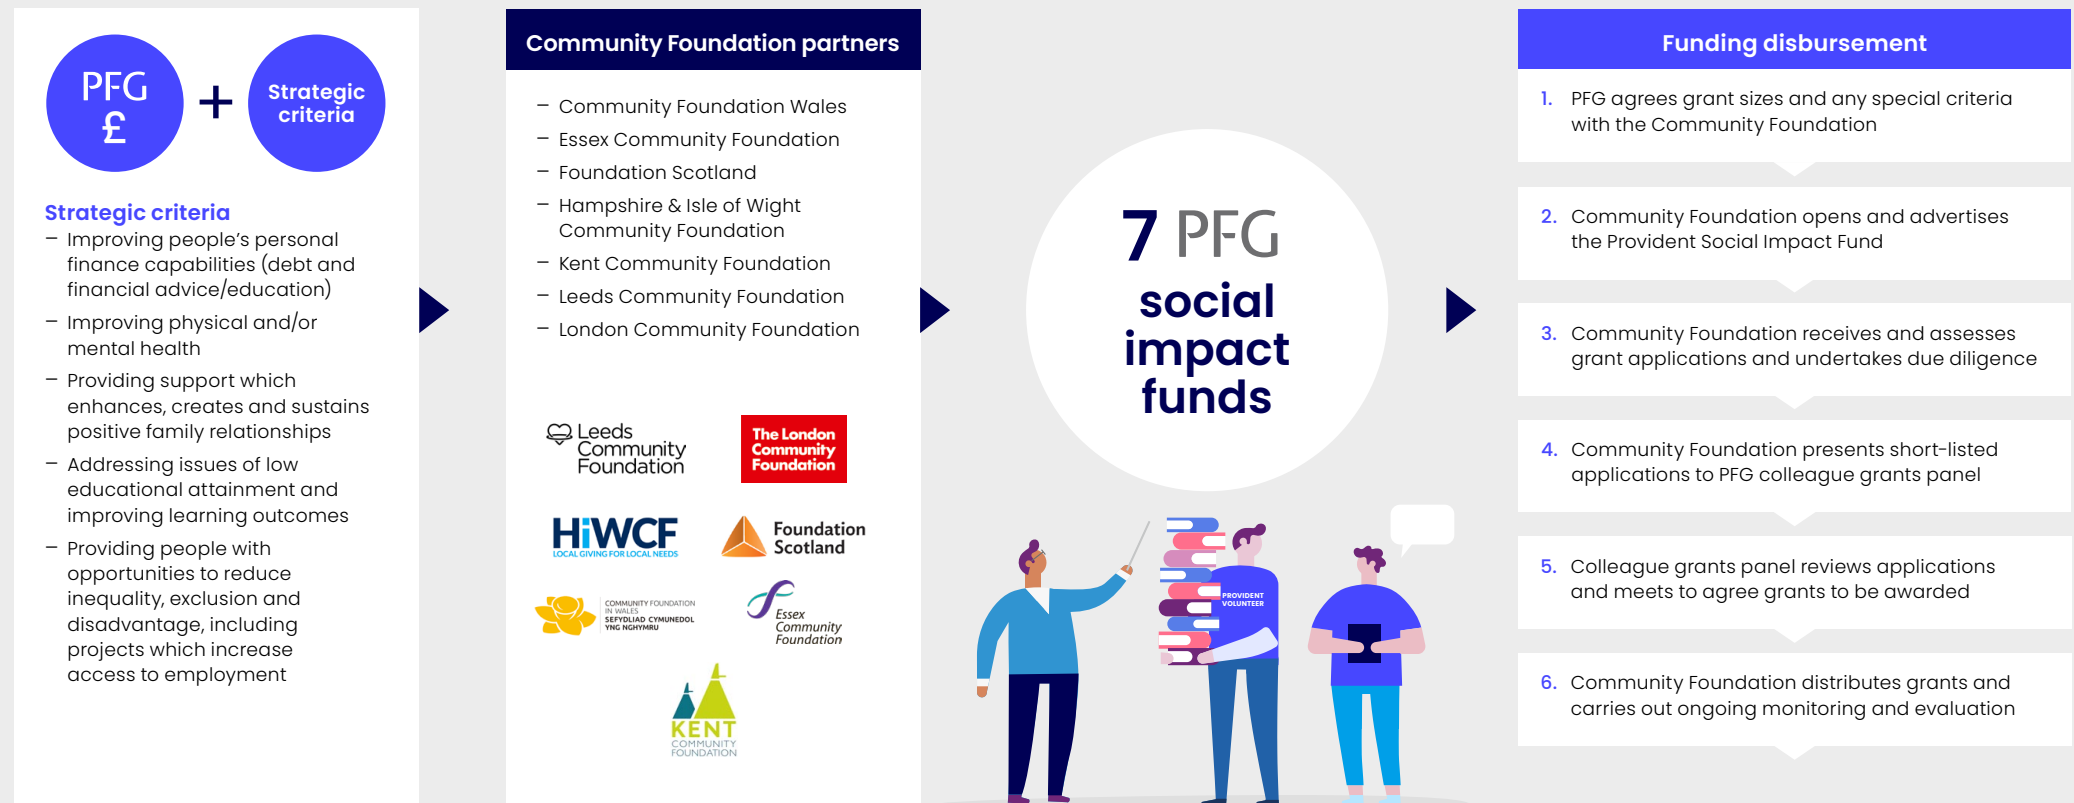 PFG
£
+
Strategic
criteria
Strategic criteria
– Improving people’s personal
finance capabilities (debt and
financial advice/education)
– Improving physical and/or
mental health
– Providing support which
enhances, creates and sustains
positive family relationships
– Addressing issues of low
educational attainment and
improving learning outcomes
– Providing people with
opportunities to reduce
inequality, exclusion and
disadvantage, including
projects which increase
access to employment
Community Foundation partners
– Community Foundation Wales
– Essex Community Foundation
– Foundation Scotland
– Hampshire & Isle of Wight
Community Foundation
– Kent Community Foundation
– Leeds Community Foundation
– London Community Foundation
Leeds
Community
Foundation
The London
Community
Foundation
HiWCF
LOCAL GIVING FOR LOCAL NEEDS
Foundation
Scotland
COMMUNITY FOUNDATION
IN WALES
SEFYDLIAD CYMUNEDOL
YNG NGHYMRU
Essex
Community
Foundation
KENT
COMMUNITY
FOUNDATION
7 PFG
social
impact
funds
PROVIDENT
VOLUNTEER
Funding disbursement
1. PFG agrees grant sizes and any special criteria
with the Community Foundation
2. Community Foundation opens and advertises
the Provident Social Impact Fund
3. Community Foundation receives and assesses
grant applications and undertakes due diligence
4. Community Foundation presents short-listed
applications to PFG colleague grants panel
5. Colleague grants panel reviews applications
and meets to agree grants to be awarded
6. Community Foundation distributes grants and
carries out ongoing monitoring and evaluation